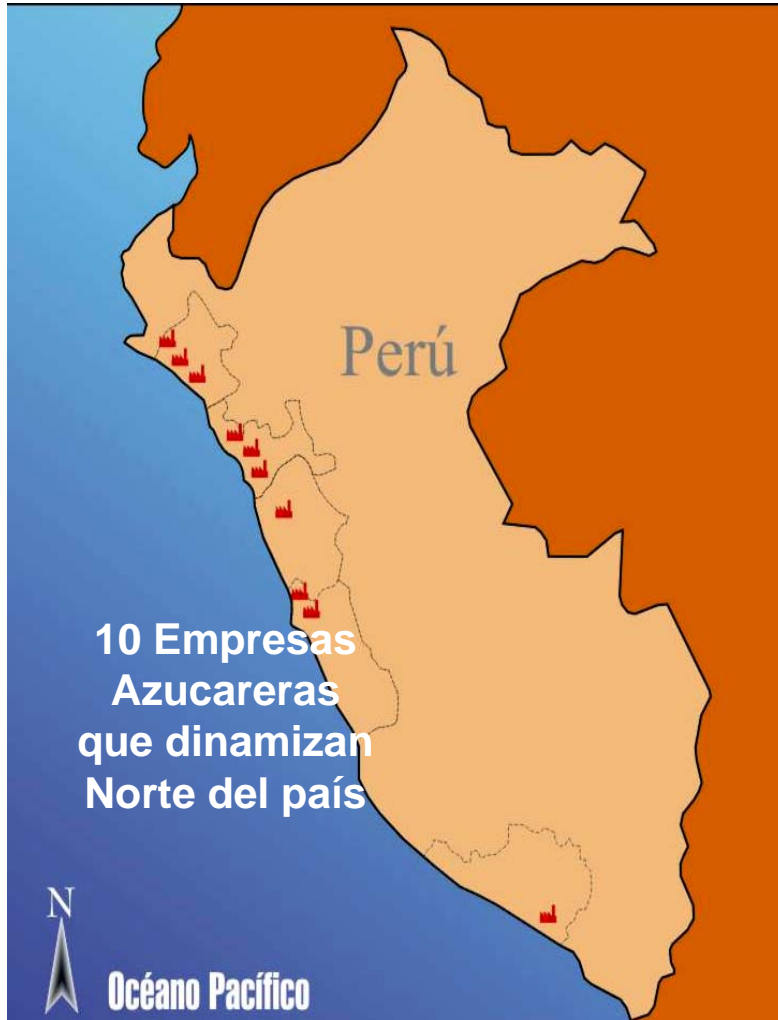 Perú
10 Empresas
Azucareras
que dinamizan
Norte del país
N
Océano Pacífico